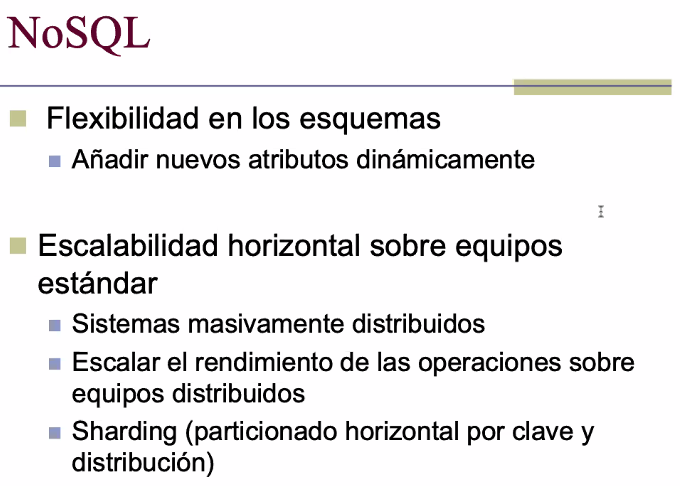 NoSQL
Flexibilidad en los esquemas
Añadir nuevos atributos dinámicamente
Escalabilidad horizontal sobre equipos
estándar
Sistemas masivamente distribuidos
Escalar el rendimiento de las operaciones sobre
equipos distribuidos
Sharding (particionado horizontal por clave y
distribución)